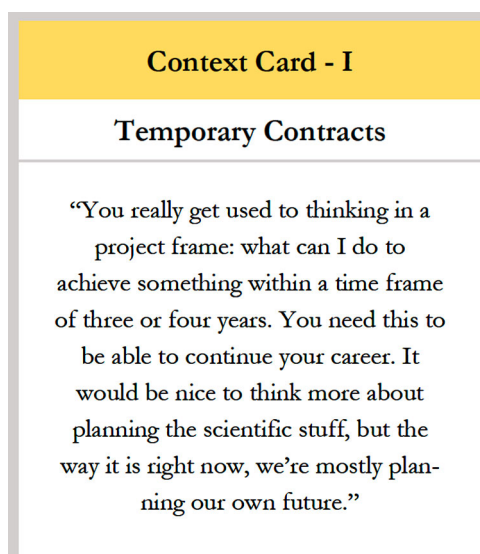 Context Card - I
Temporary Contracts
“You really get used to thinking in a
project frame: what can I do to
achieve something within a time frame
of three or four years. You need this to
be able to continue your career. It
would be nice to think more about
planning the scientific stuff, but the
way it is right now, we’re mostly plan-
ning our own future.”